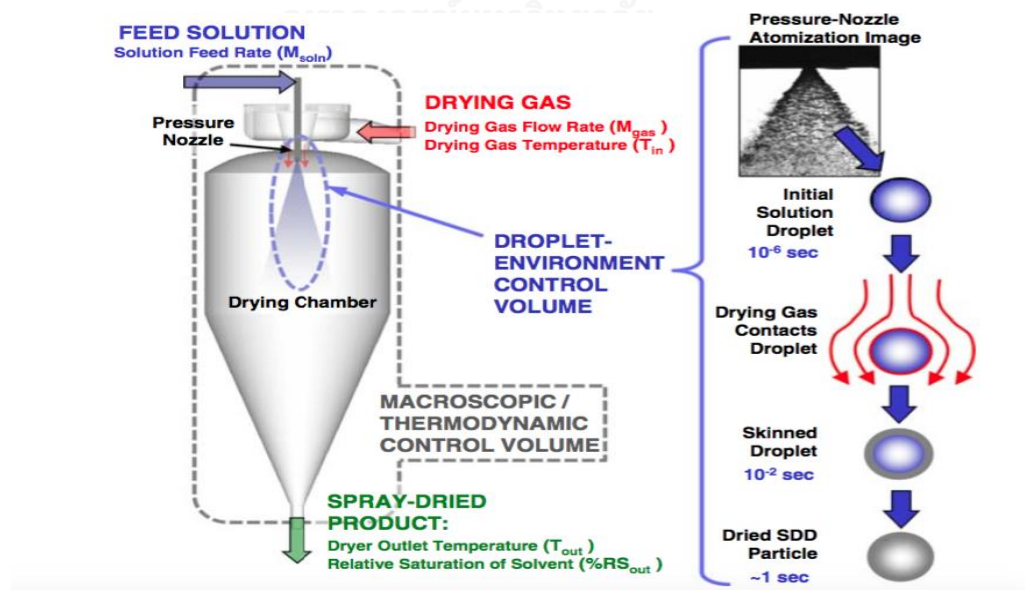 FEED SOLUTION
Solution Feed Rate (Msoln)
Pressure
Nozzle
DRYING GAS
Drying Gas Flow Rate (Mgas )
Drying Gas Temperature (Tin )
Drying Chamber
DROPLET-
ENVIRONMENT
CONTROL
VOLUME
MACROSCOPIC /
THERMODYNAMIC
CONTROL VOLUME
SPRAY-DRIED
PRODUCT:
Dryer Outlet Temperature (Tout )
Relative Saturation of Solvent (%RSout )
Pressure-Nozzle
Atomization Image
Initial
Solution
Droplet
10-6 sec
Drying Gas
Contacts
Droplet
Skinned
Droplet
10-2 sec
Dried SDD
Particle
~1 sec